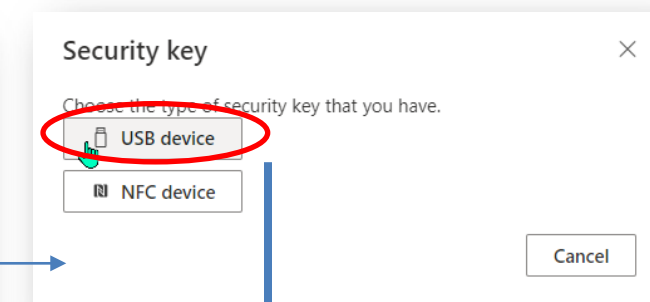 Security key
Choose the type of security key that you have.
USB device
NFC device
Cancel